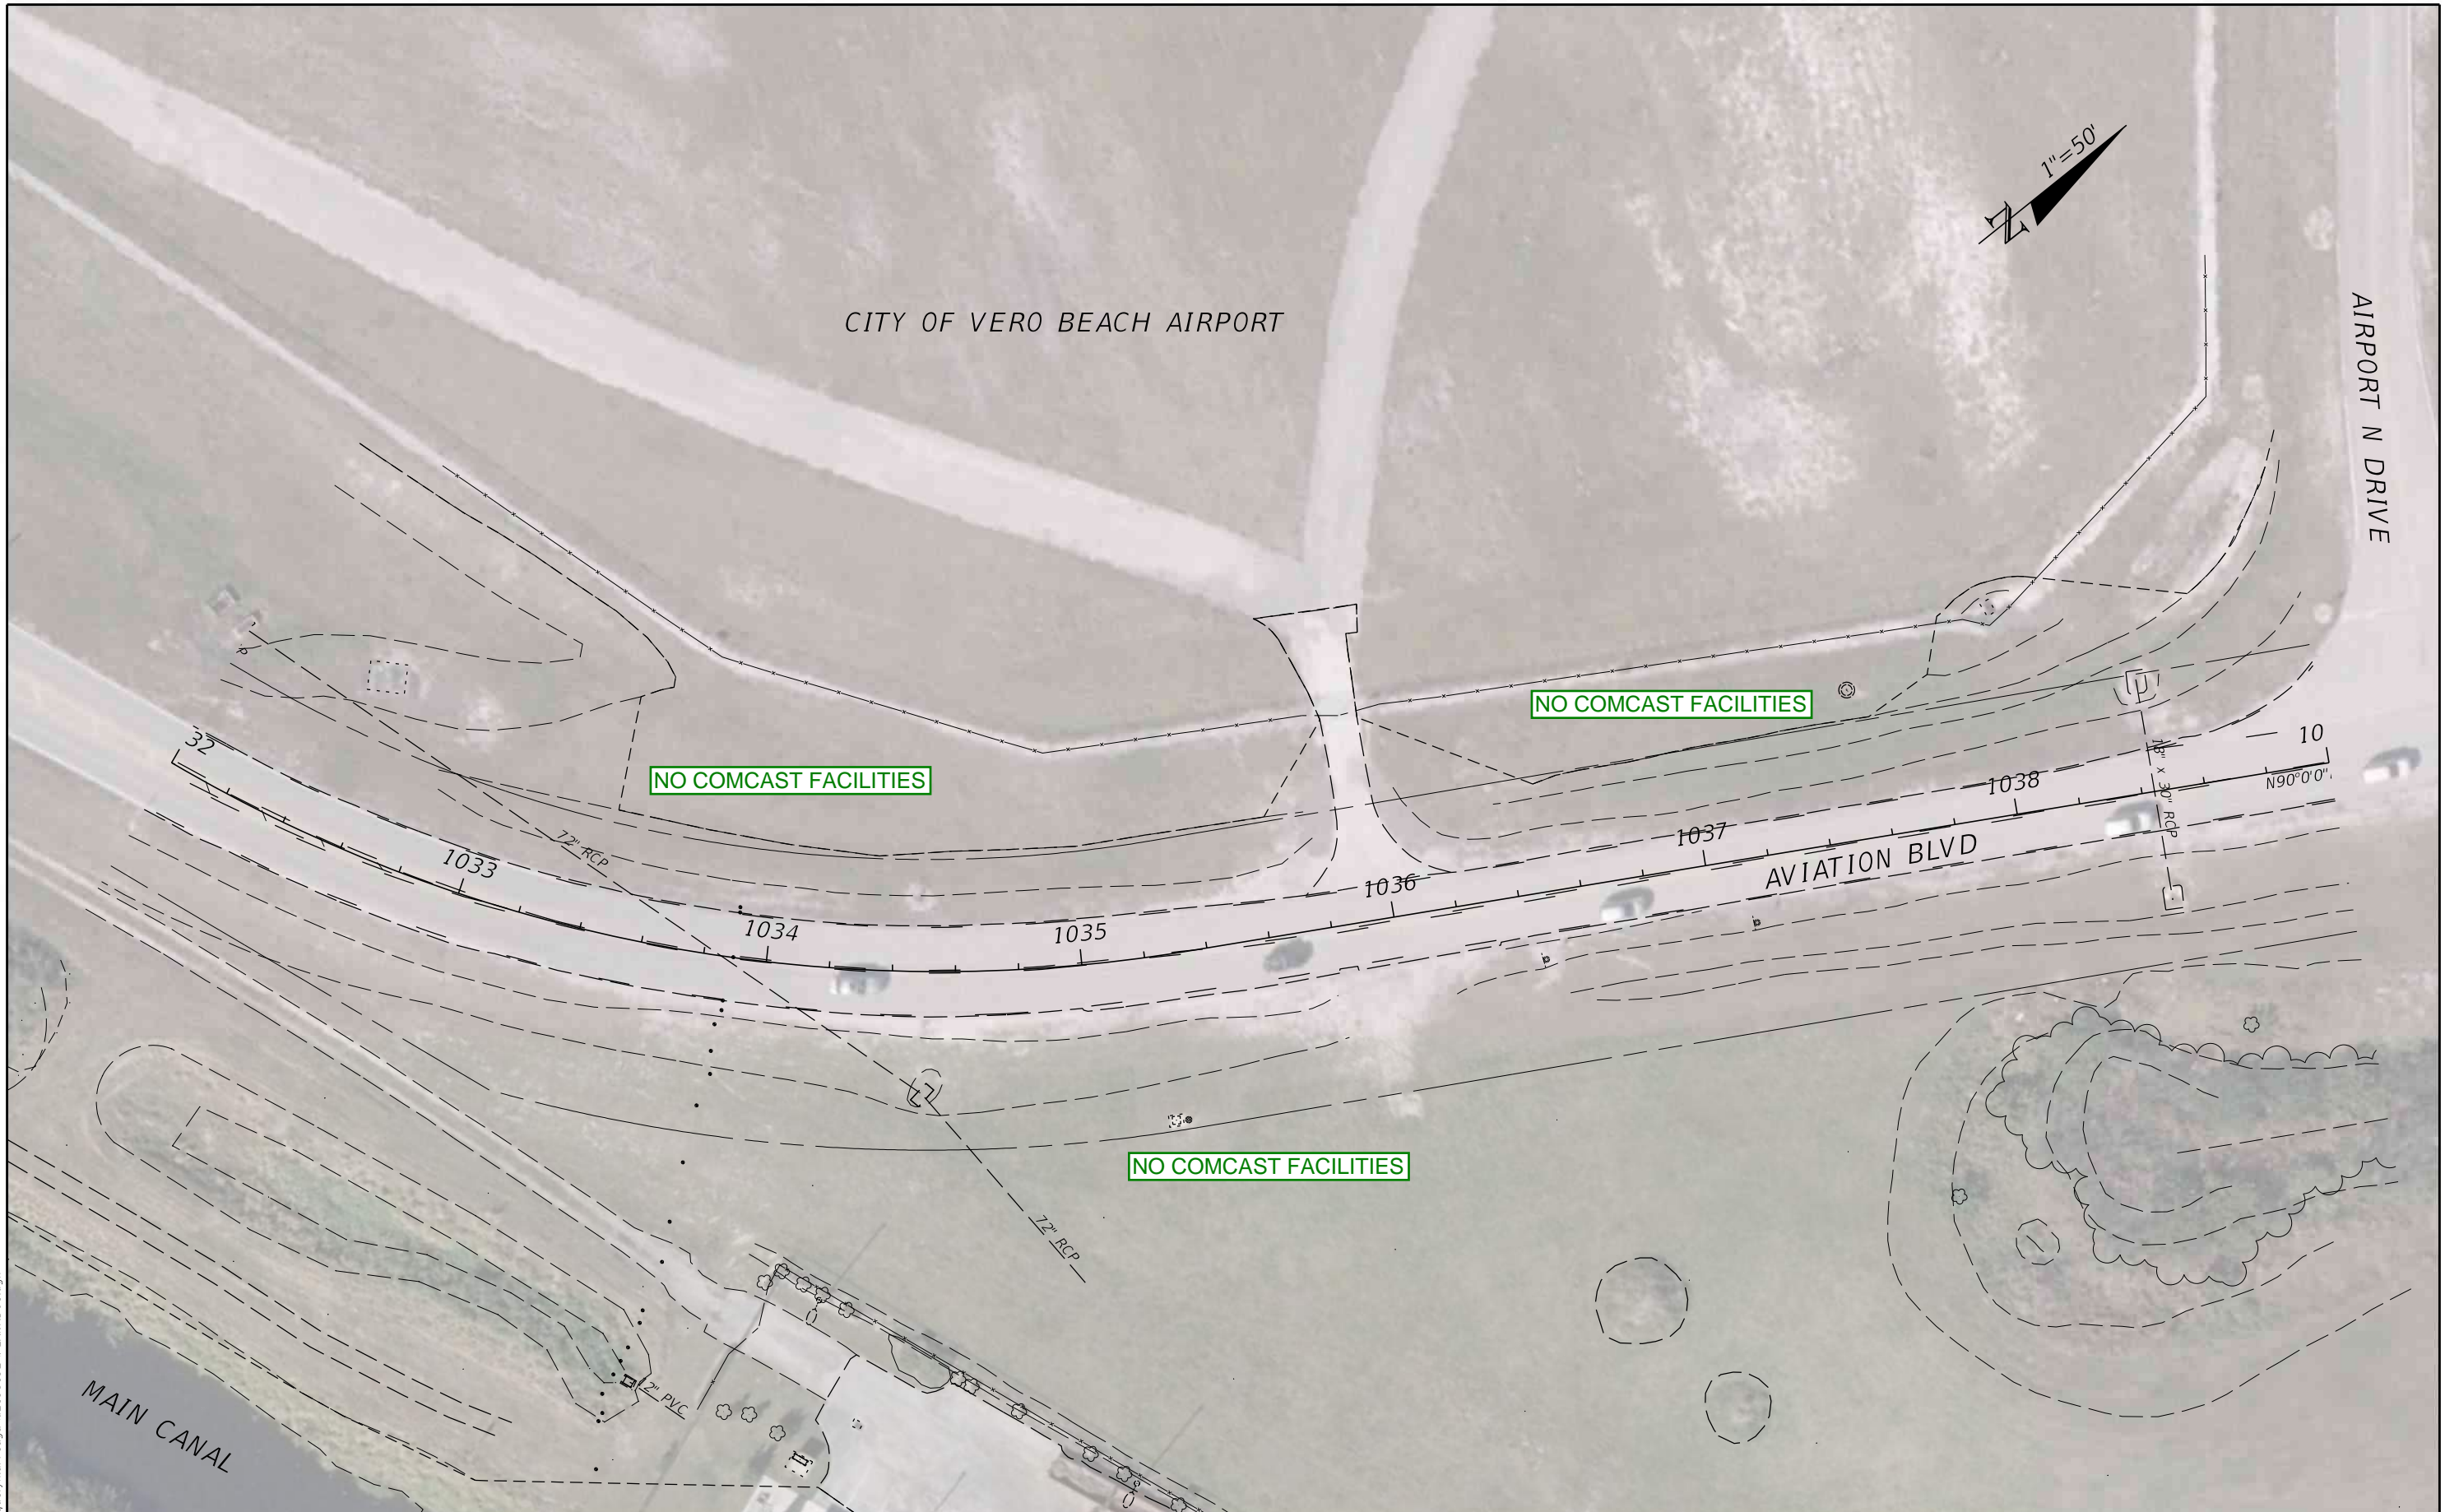 1"=50'
N
CITY OF VERO BEACH AIRPORT
AIRPORT N DRIVE
NO COMCAST FACILITIES
NO COMCAST FACILITIES
32
10
18" x 30" RCP
N90°0'0"
1038
1037
AVIATION BLVD
72" RCP
1033
1036
1034
1035
NO COMCAST FACILITIES
72" RCP
2" PVC
MAIN CANAL